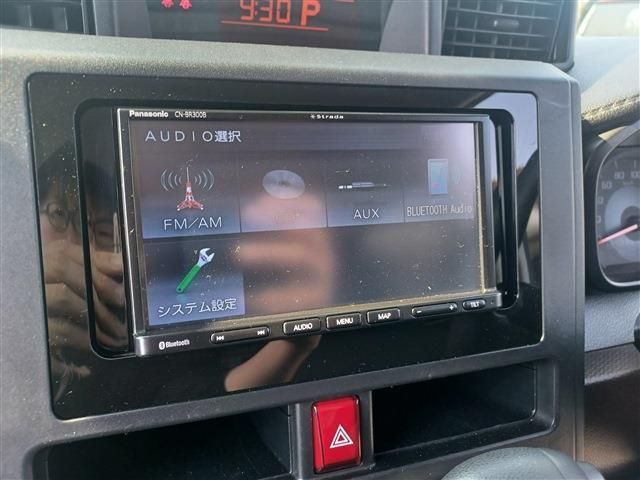 9:30 P
Panasonic CN-BR300B Strada
AUDIO選択
FM/AM
AUX
BLUETOOTH Audio
システム設定
Bluetooth
AUDIO
MENU
MAP
TILT